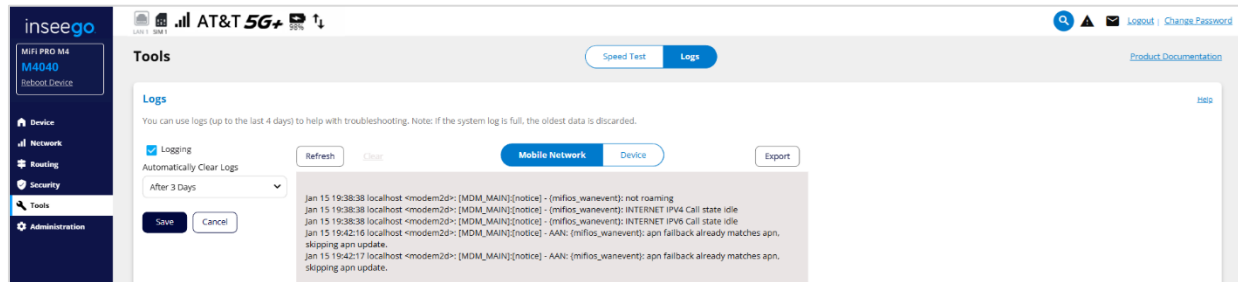 inseego
LAN 1 SIM 1 AT&T 5G+ 98%
Logout | Change Password
MiFi PRO M4
M4040
Reboot Device
Tools
Speed Test Logs
Product Documentation
Device
Network
Routing
Security
Tools
Administration
Logs
Help
You can use logs (up to the last 4 days) to help with troubleshooting. Note: If the system log is full, the oldest data is discarded.
Logging
Automatically Clear Logs
After 3 Days
Save Cancel
Refresh Clear Mobile Network Device Export
Jan 15 19:38:38 localhost <modem2d>: [MDM_MAIN]:[notice] - (mifios_wanevent): not roaming
Jan 15 19:38:38 localhost <modem2d>: [MDM_MAIN]:[notice] - (mifios_wanevent): INTERNET IPV4 Call state idle
Jan 15 19:38:38 localhost <modem2d>: [MDM_MAIN]:[notice] - (mifios_wanevent): INTERNET IPV6 Call state idle
Jan 15 19:42:16 localhost <modem2d>: [MDM_MAIN]:[notice] - AAN: (mifios_wanevent): apn failback already matches apn,
skipping apn update.
Jan 15 19:42:17 localhost <modem2d>: [MDM_MAIN]:[notice] - AAN: (mifios_wanevent): apn failback already matches apn,
skipping apn update.